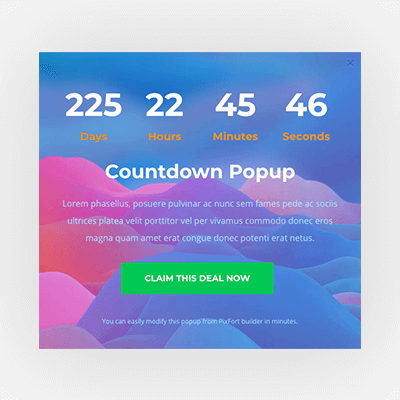 225 22 45 46
Days Hours Minutes Seconds
Countdown Popup
Lorem phasellus, posuere pulvinar ac nunc sem fames pede ac sociis
ultrices platea velit porttitor vel per vivamus commodo donec eros
magna quam amet erat congue donec potenti erat netus.
CLAIM THIS DEAL NOW
You can easily modify this popup from PixFort builder in minutes.